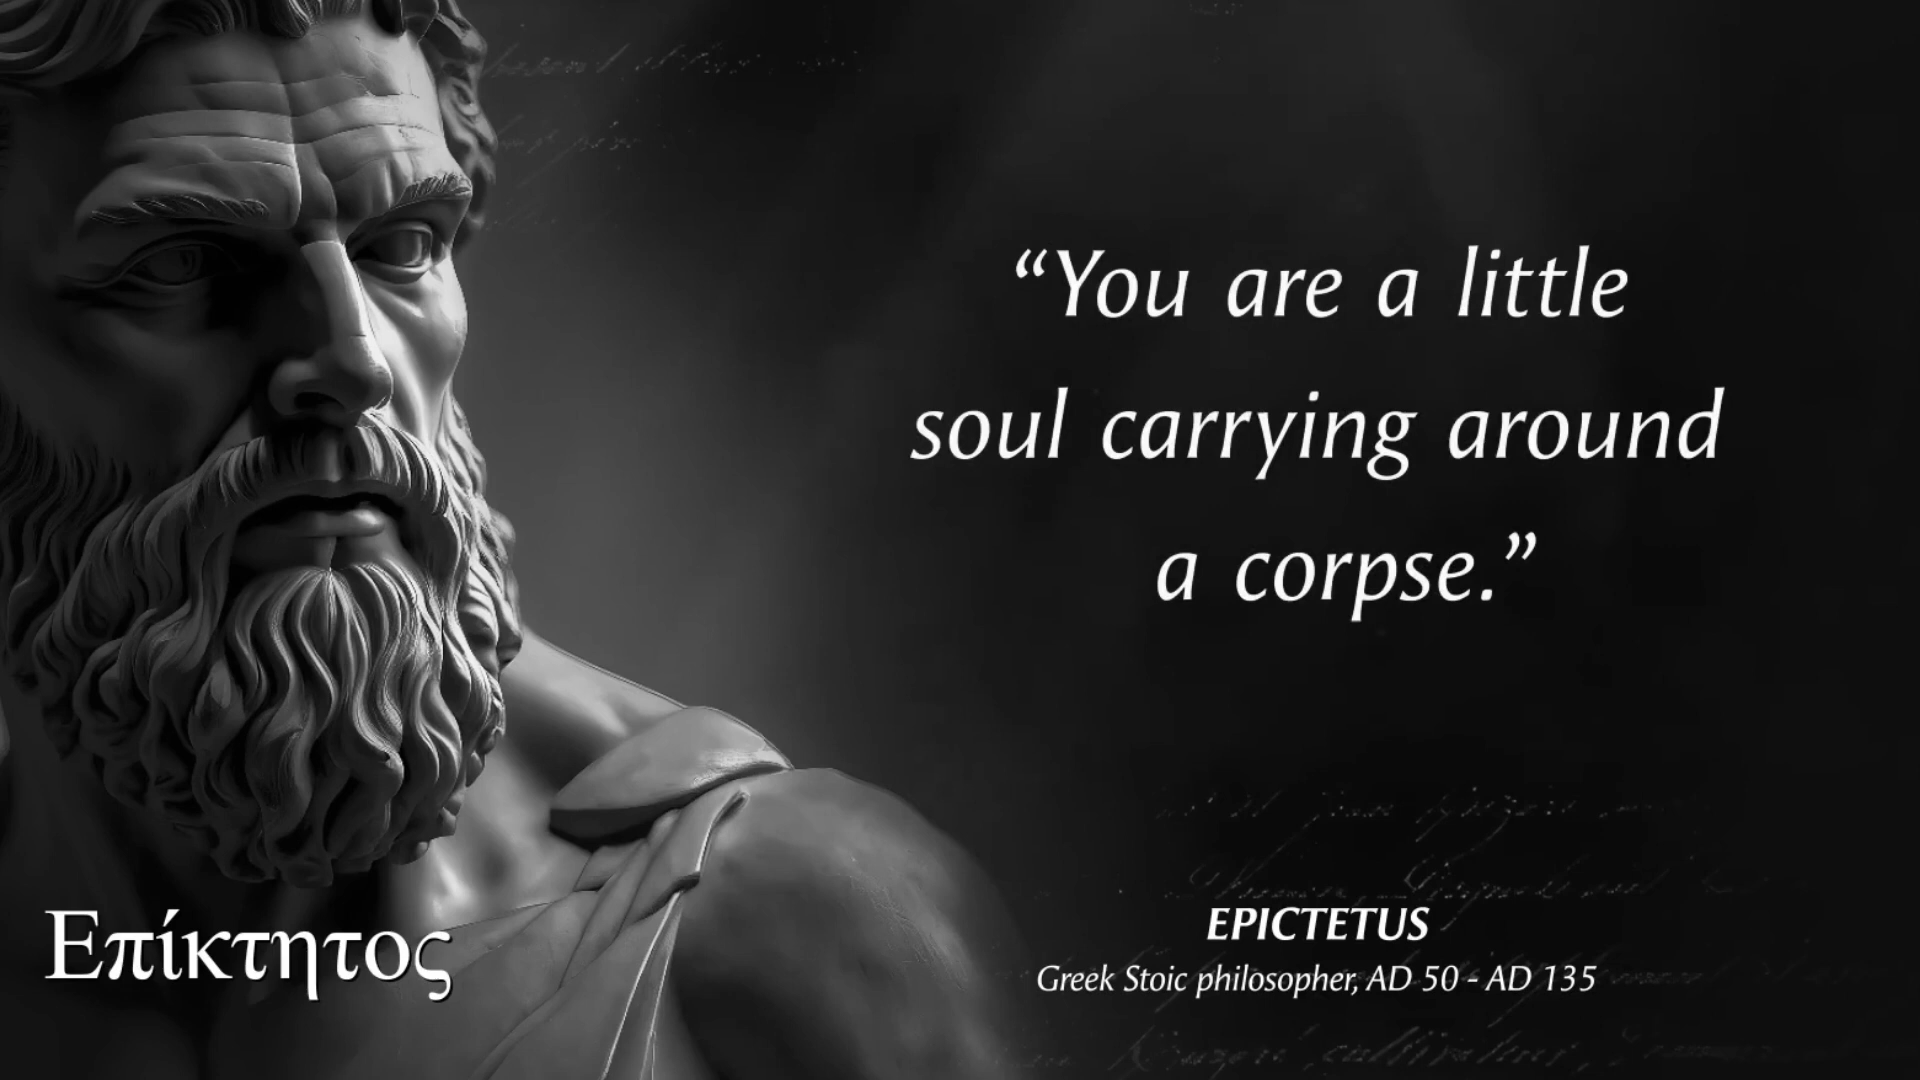 “You are a little
soul carrying around
a corpse.”
Επίκτητος
EPICTETUS
Greek Stoic philosopher, AD 50 - AD 135